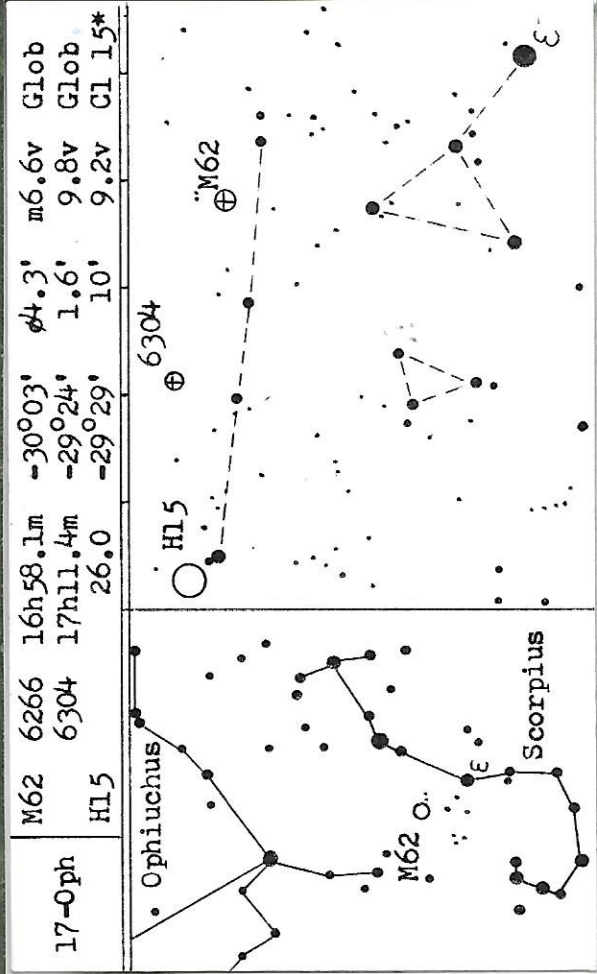 17-Oph
M62 6266 16h58.1m -30°03' ø4.3' m6.6v Glob
6304 17h11.4m -29°24' 1.6' 9.8v Glob
H15 26.0 -29°29' 10' 9.2v Cl 15*
Ophiuchus
M62
ε
Scorpius
H15
6304
M62
ε